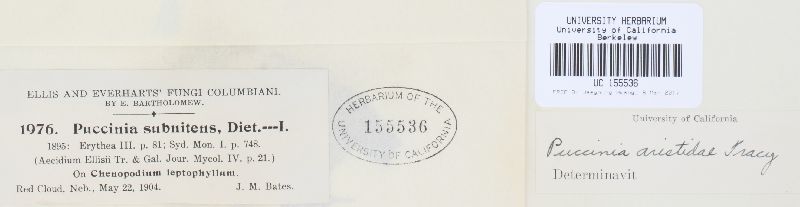 ELLIS AND EVERHARTS' FUNGI COLUMBIANI.
BY E. BARTHOLOMEW.
1976. Puccinia subnitens, Diet.---I.
1895: Erythea III. p. 81; Syd. Mon. I. p. 748.
(Aecidium Ellisii Tr. & Gal. Jour. Mycol. IV. p. 21.)
On Chenopodium leptophyllum.
Red Cloud, Neb., May 22, 1904. J. M. Bates.
HERBARIUM OF THE
155536
UNIVERSITY OF CALIFORNIA
UNIVERSITY HERBARIUM
University of California
Berkeley
UC 155536
University of California
Puccinia aristidae Tracy
Determinavit